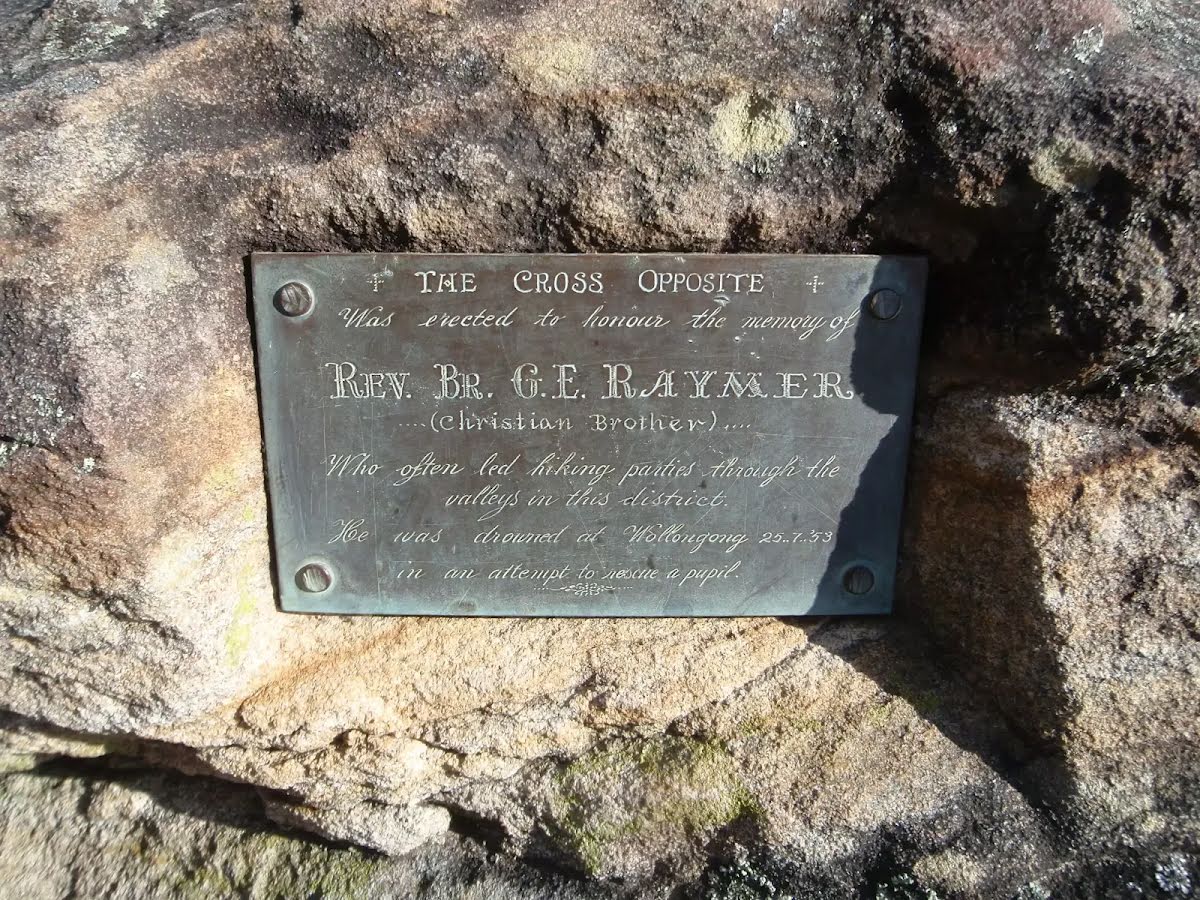 + THE CROSS OPPOSITE +
Was erected to honour the memory of
REV. BR. G.E. RAYMER
....(Christian Brother)....
Who often led hiking parties through the
valleys in this district.
He was drowned at Wollongong 25..7..53
in an attempt to rescue a pupil.